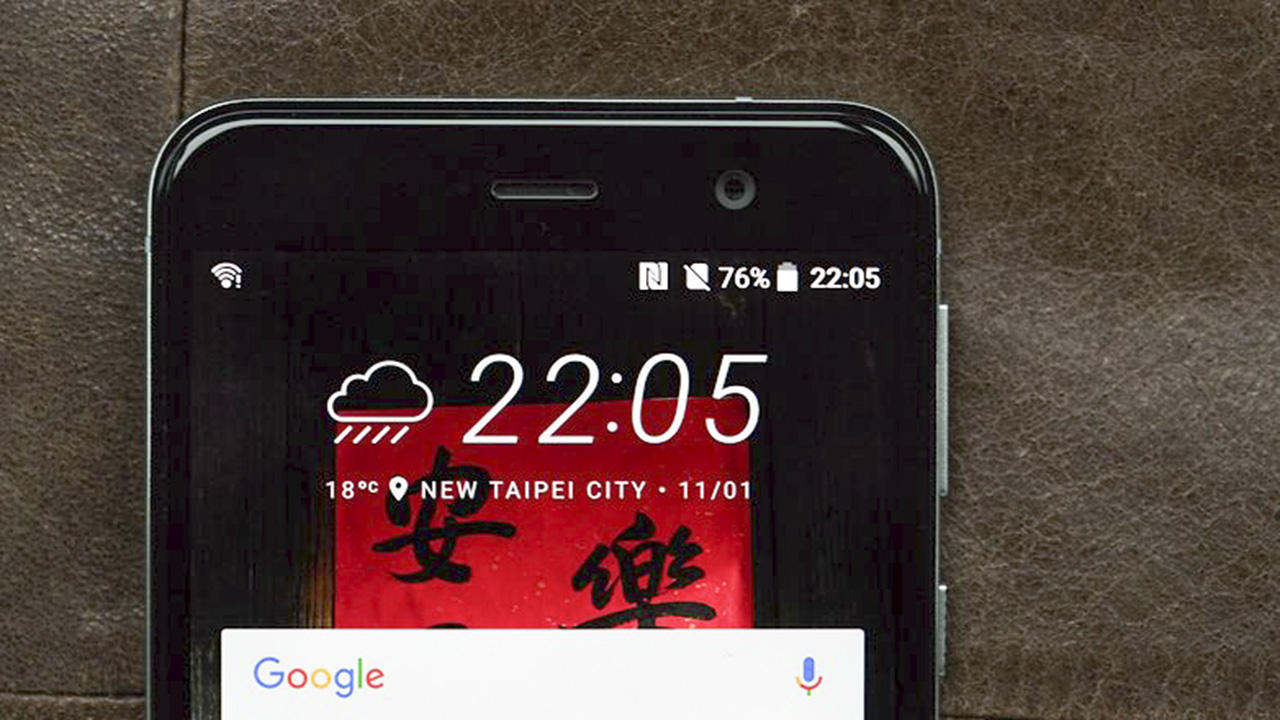 76% 22:05
22:05
18°C NEW TAIPEI CITY • 11/01
安
樂
Google